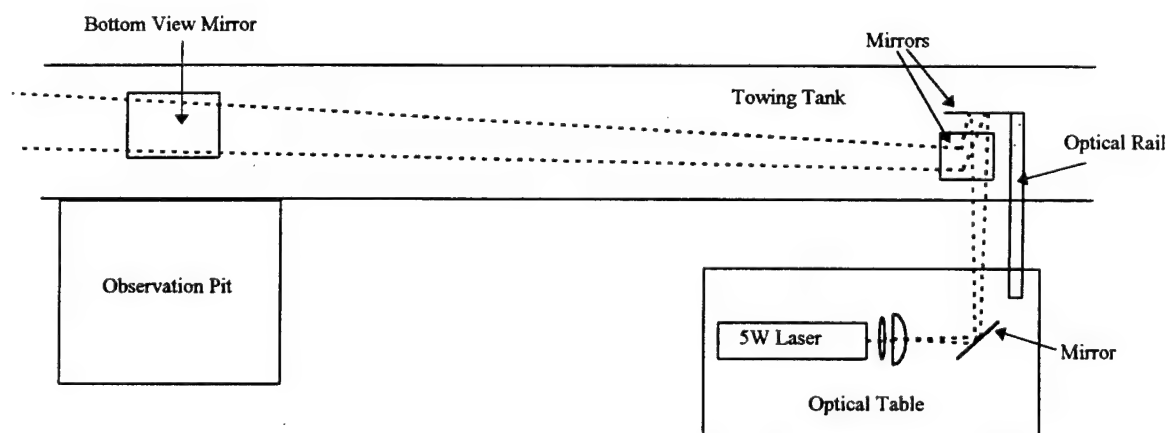 Bottom View Mirror
Mirrors
Towing Tank
Optical Rail
Observation Pit
5W Laser
Mirror
Optical Table